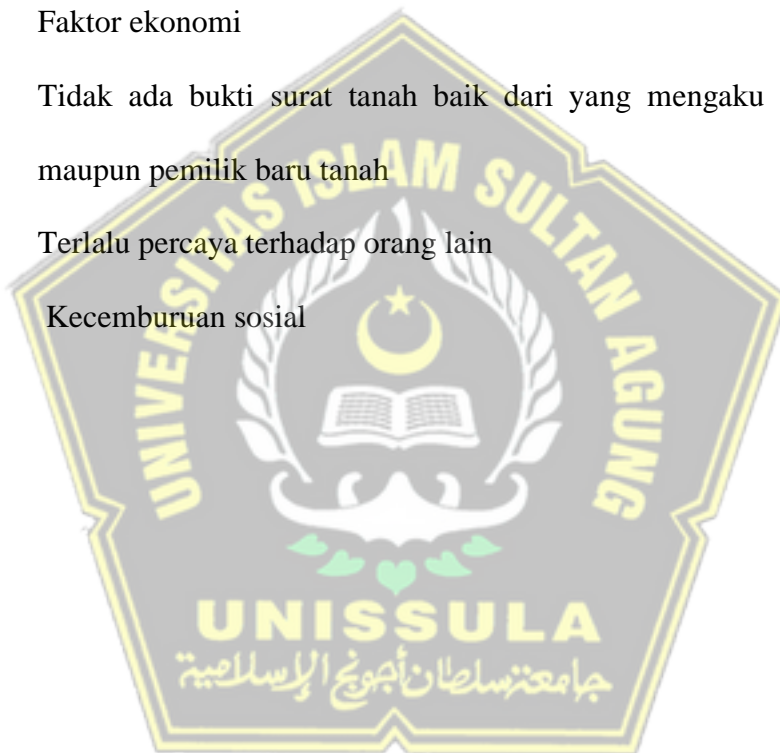 Faktor ekonomi
Tidak ada bukti surat tanah baik dari yang mengaku
maupun pemilik baru tanah
Terlalu percaya terhadap orang lain
Kecemburuan sosial
UNIVERSITAS ISLAM SULTAN AGUNG
UNISSULA
جامعة سلطان أجونج الإسلامية